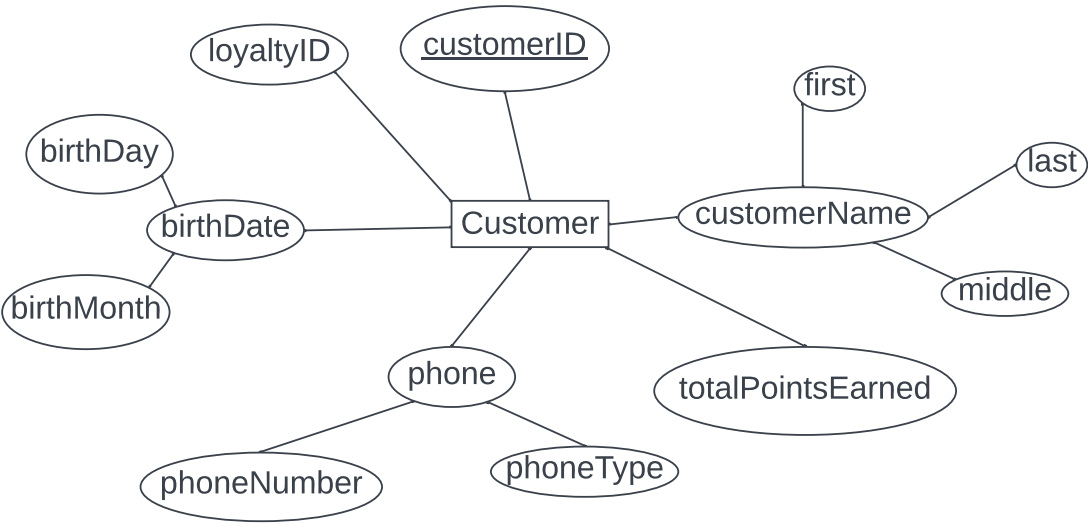 customerID
loyaltyID
first
birthDay
last
customerName
Customer
birthDate
middle
birthMonth
phone
totalPointsEarned
phoneType
phoneNumber